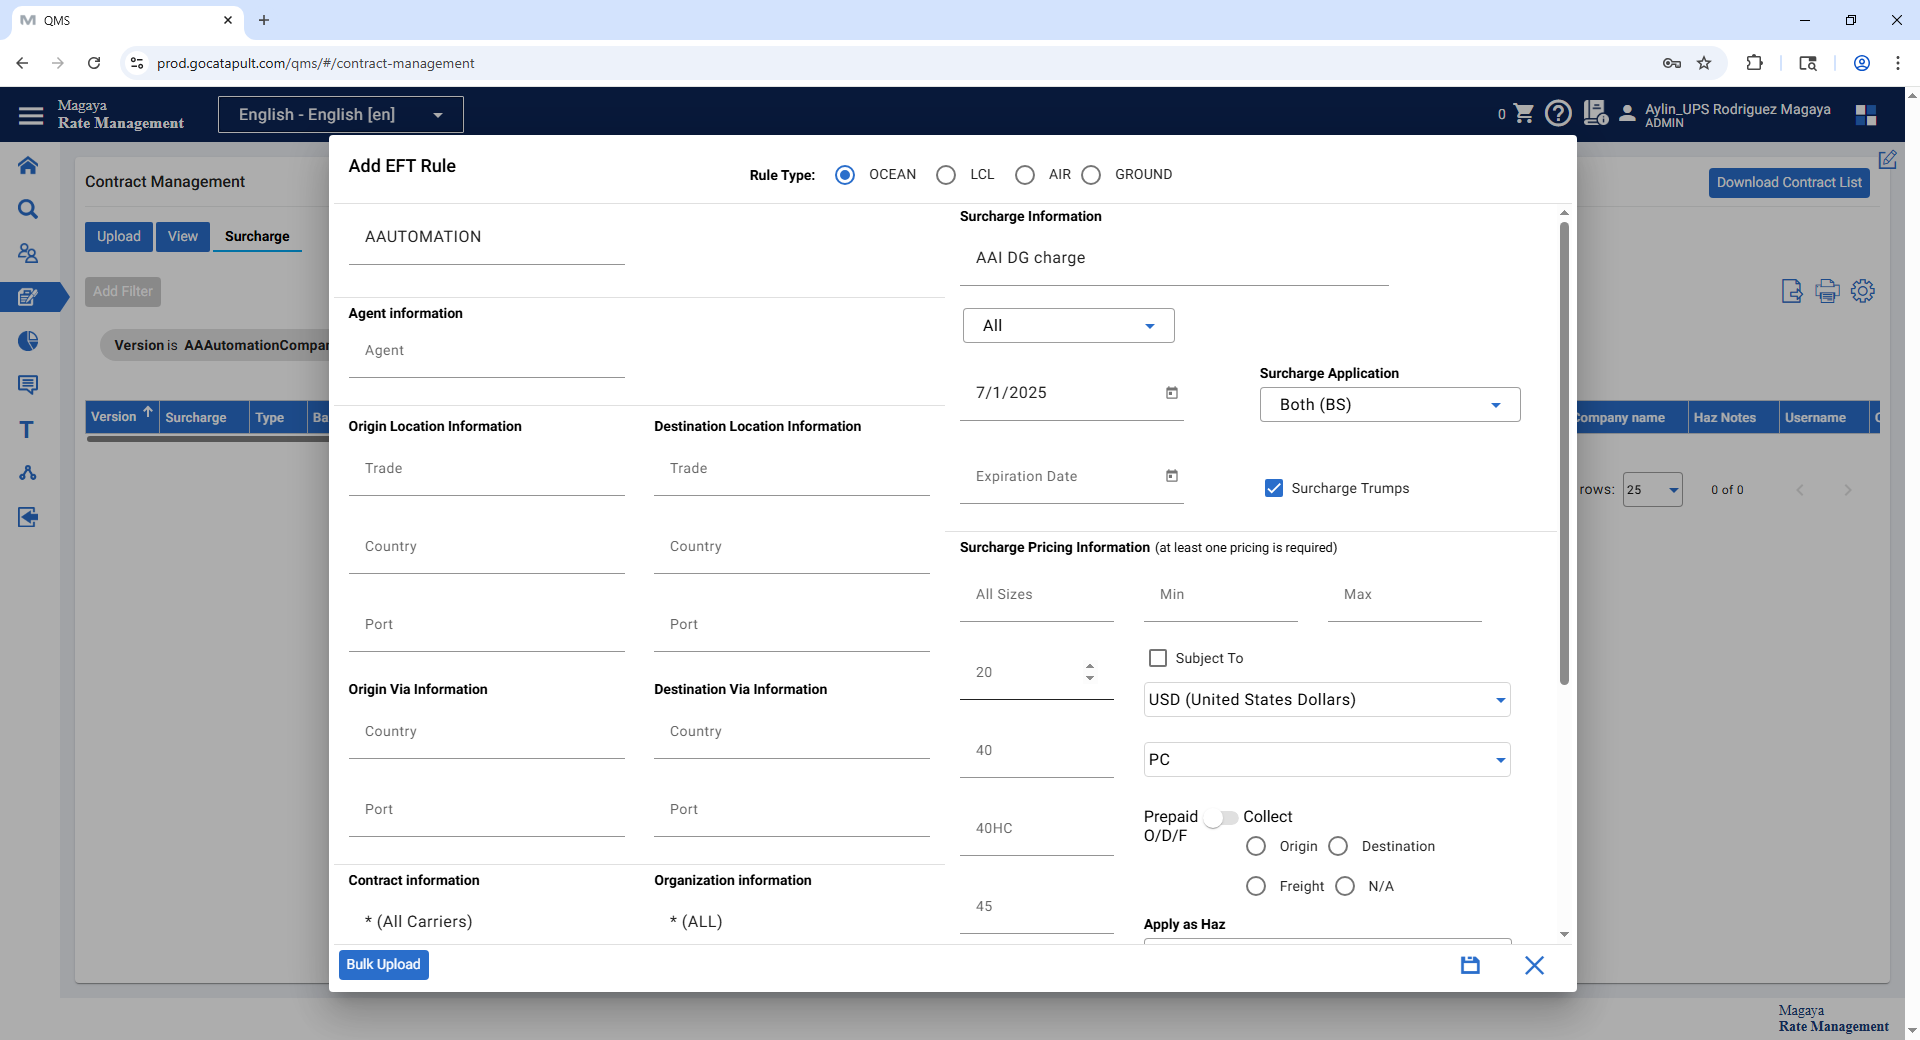 QMS
prod.gocatapult.com/qms/#/contract-management
Magaya
Rate Management
English - English [en]
0
Aylin_UPS Rodriguez Magaya
ADMIN
Contract Management
Download Contract List
Upload
View
Surcharge
Add Filter
Version is AAAutomationCompar
Version
Surcharge
Type
Ba
Company name
Haz Notes
Username
rows:
25
0 of 0
Add EFT Rule
Rule Type:
OCEAN
LCL
AIR
GROUND
AAUTOMATION
Agent information
Agent
Origin Location Information
Destination Location Information
Trade
Trade
Country
Country
Port
Port
Origin Via Information
Destination Via Information
Country
Country
Port
Port
Contract information
Organization information
* (All Carriers)
* (ALL)
Surcharge Information
AAI DG charge
All
7/1/2025
Surcharge Application
Both (BS)
Expiration Date
Surcharge Trumps
Surcharge Pricing Information (at least one pricing is required)
All Sizes
Min
Max
20
Subject To
USD (United States Dollars)
40
PC
40HC
Prepaid
Collect
O/D/F
Origin
Destination
Freight
N/A
45
Apply as Haz
Bulk Upload
Magaya
Rate Management